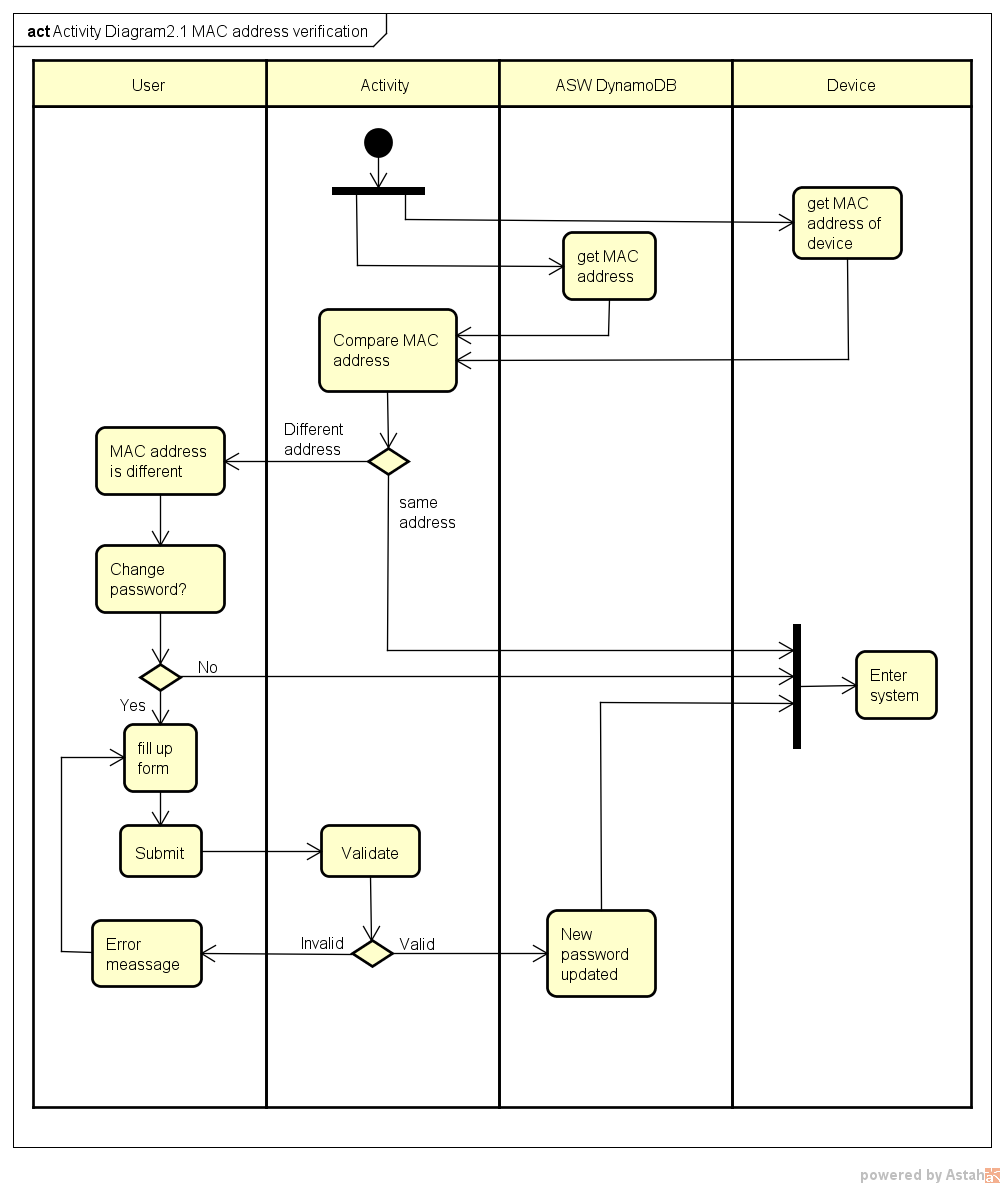 act Activity Diagram2.1 MAC address verification
User
Activity
ASW DynamoDB
Device
get MAC
address of
device
get MAC
address
Compare MAC
address
Different
address
MAC address
is different
same
address
Change
password?
No
Enter
system
Yes
fill up
form
Submit
Validate
Error
meassage
Invalid
Valid
New
password
updated
powered by Astah